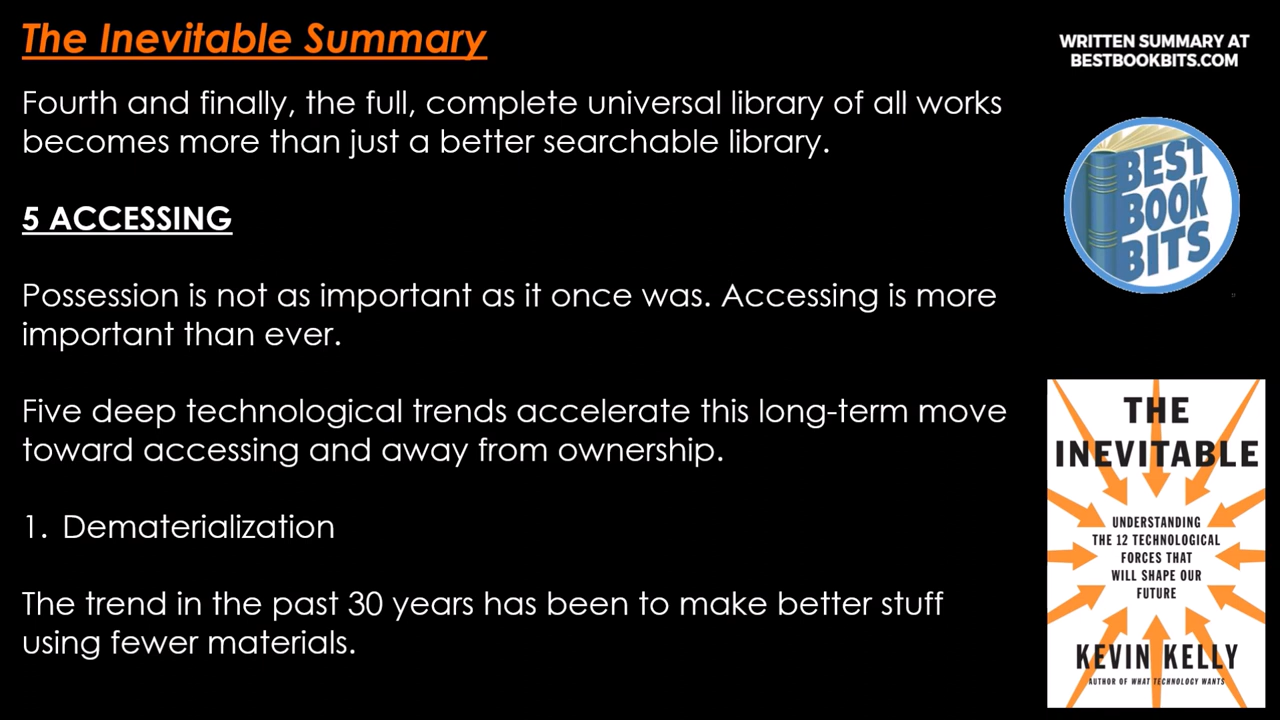 The Inevitable Summary
Fourth and finally, the full, complete universal library of all works
becomes more than just a better searchable library.
5 ACCESSING
Possession is not as important as it once was. Accessing is more
important than ever.
Five deep technological trends accelerate this long-term move
toward accessing and away from ownership.
1. Dematerialization
The trend in the past 30 years has been to make better stuff
using fewer materials.
WRITTEN SUMMARY AT
BESTBOOKBITS.COM
BEST
BOOK
BITS
THE
INEVITABLE
UNDERSTANDING
THE 12 TECHNOLOGICAL
FORCES THAT
WILL SHAPE OUR
FUTURE
KEVIN KELLY
AUTHOR OF WHAT TECHNOLOGY WANTS